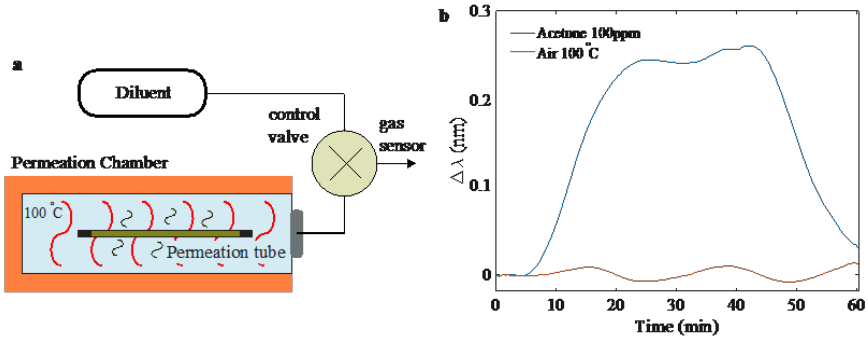 a
Diluent
control
valve
gas
sensor
Permeation Chamber
100°C
Permeation tube
b
Acetone 100ppm
Air 100°C
0.3
0.2
0.1
0
Δλ (nm)
0 10 20 30 40 50 60
Time (min)